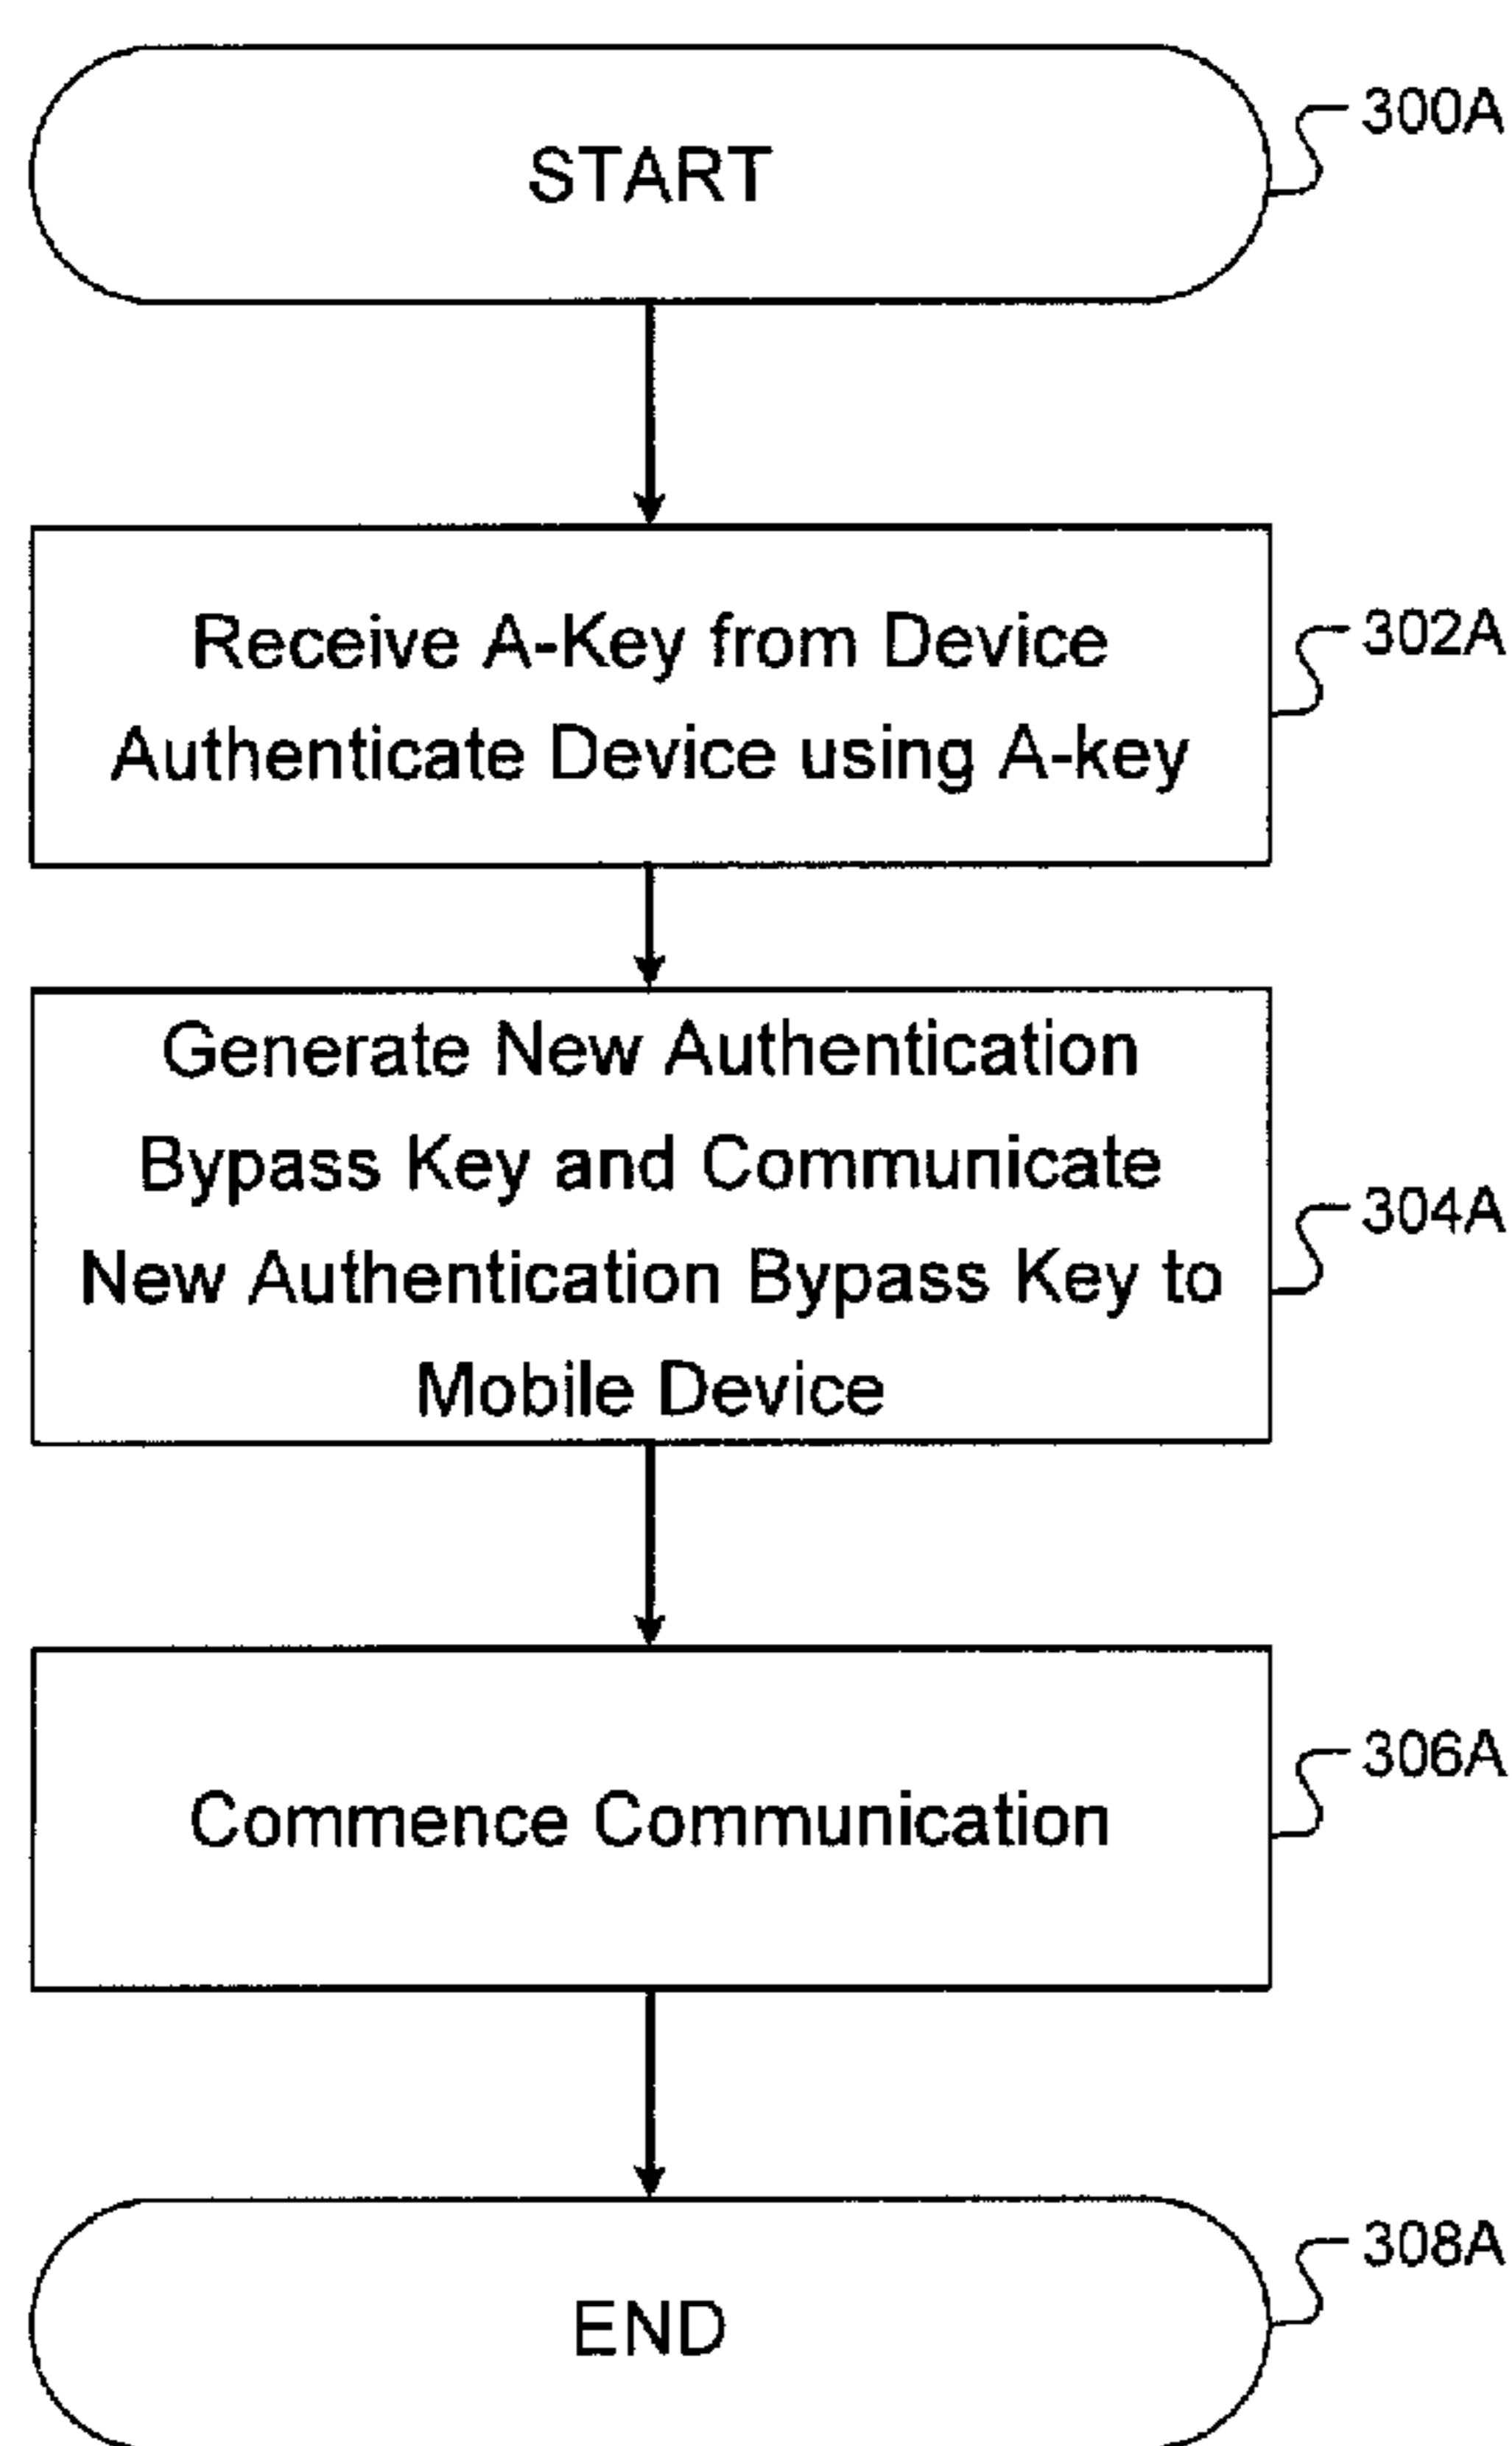 START
300A
Receive A-Key from Device
Authenticate Device using A-key
302A
Generate New Authentication
Bypass Key and Communicate
New Authentication Bypass Key to
Mobile Device
304A
Commence Communication
306A
END
308A